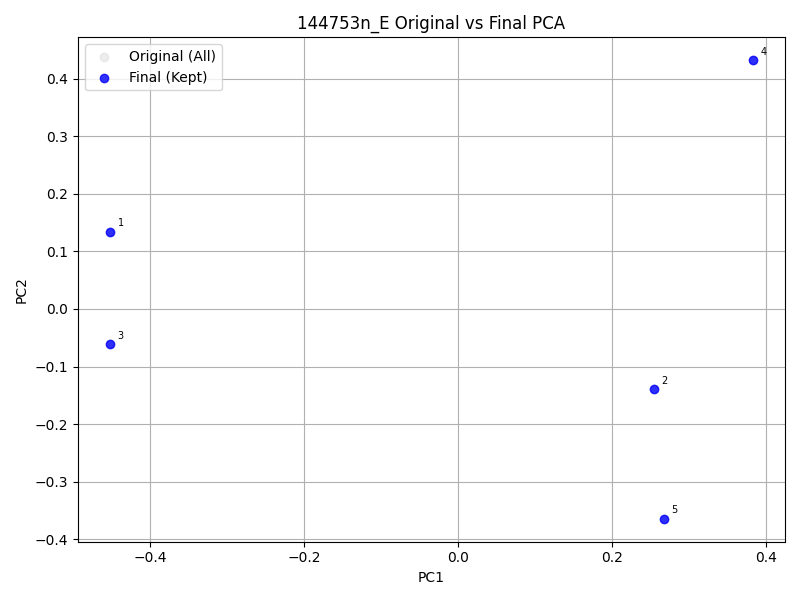 144753n_E Original vs Final PCA
Original (All)
Final (Kept)
4
1
3
2
5
0.4
0.3
0.2
0.1
0.0
−0.1
−0.2
−0.3
−0.4
PC2
−0.4 −0.2 0.0 0.2 0.4
PC1